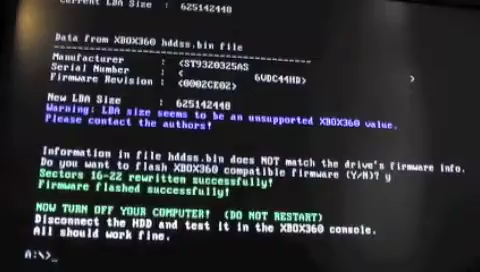 Current LBA Size : 625142448
Data from XBOX360 hddss.bin file
Manufacturer : <ST9320325AS >
Serial Number : < 6VDC44HD>
Firmware Revision : <0002CE02>
New LBA Size : 625142448
Warning: LBA size seems to be an unsupported XBOX360 value.
Please contact the authors!
Information in file hddss.bin does NOT match the drive's firmware info.
Do you want to flash XBOX360 compatible firmware (Y/N)? y
Sectors 16-22 rewritten successfully!
Firmware flashed successfully!
NOW TURN OFF YOUR COMPUTER! (DO NOT RESTART)
Disconnect the HDD and test it in the XBOX360 console.
All should work fine.
A:\>_